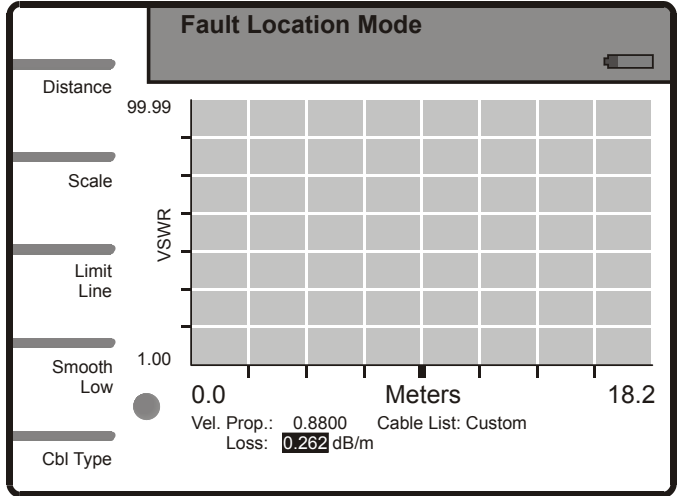 Fault Location Mode
Distance
99.99
Scale
VSWR
Limit
Line
1.00
Smooth
Low
0.0 Meters 18.2
Vel. Prop.: 0.8800 Cable List: Custom
Loss: 0.262 dB/m
Cbl Type